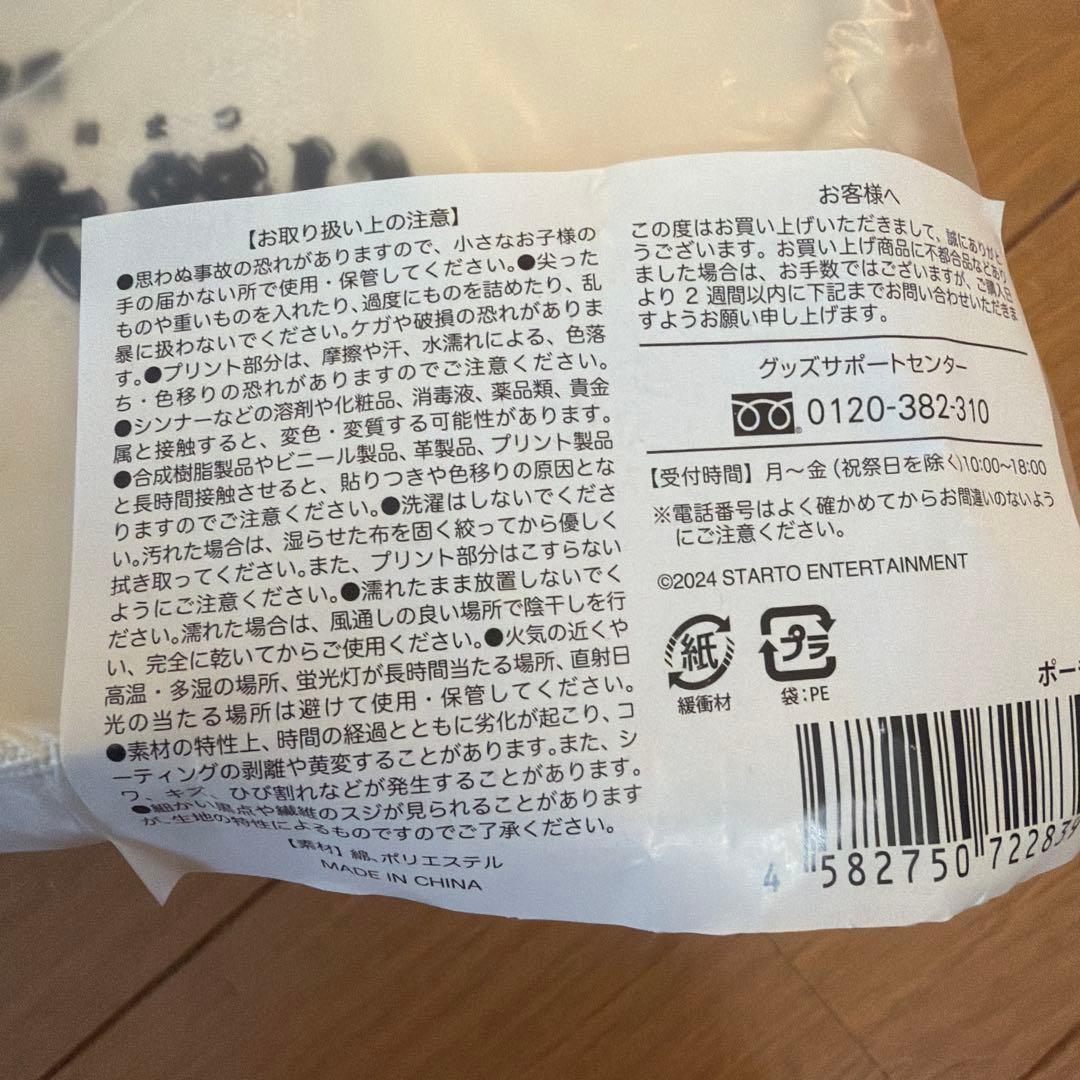 まつ
【お取り扱い上の注意】
●思わぬ事故の恐れがありますので、小さなお子様の
手の届かない所で使用・保管してください。●尖った
ものや重いものを入れたり、過度にものを詰めたり、乱
暴に扱わないでください。ケガや破損の恐れがありま
す。●プリント部分は、摩擦や汗、水濡れによる、色落
ち・色移りの恐れがありますのでご注意ください。
●シンナーなどの溶剤や化粧品、消毒液、薬品類、貴金
属と接触すると、変色・変質する可能性があります。
●合成樹脂製品やビニール製品、革製品、プリント製品
と長時間接触させると、貼りつきや色移りの原因とな
りますのでご注意ください。●洗濯はしないでくださ
い。汚れた場合は、湿らせた布を固く絞ってから優しく
拭き取ってください。また、プリント部分はこすらない
ようにご注意ください。●濡れたまま放置しないでく
ださい。濡れた場合は、風通しの良い場所で陰干しを行
い、完全に乾いてからご使用ください。●火気の近くや
高温・多湿の場所、蛍光灯が長時間当たる場所、直射日
光の当たる場所は避けて使用・保管してください。
●素材の特性上、時間の経過とともに劣化が起こり、コ
ーティングの剥離や黄変することがあります。また、シ
ワ、キズ、ひび割れなどが発生することがあります。
●細かい黒点や繊維のスジが見られることがあります
が、生地の特性によるものですのでご了承ください。
【素材】綿、ポリエステル
MADE IN CHINA
お客様へ
この度はお買い上げいただきまして、誠にありがと
うございます。お買い上げ商品に不都合品などあり
ました場合は、お手数ではございますが、ご購入日
より2週間以内に下記までお問い合わせいただきま
すようお願い申し上げます。
グッズサポートセンター
0120-382-310
【受付時間】月〜金(祝祭日を除く)10:00〜18:00
※電話番号はよく確かめてからお間違いのないよう
にご注意ください。
©2024 STARTO ENTERTAINMENT
紙
緩衝材
プラ
袋:PE
ポー
4 582750 722839